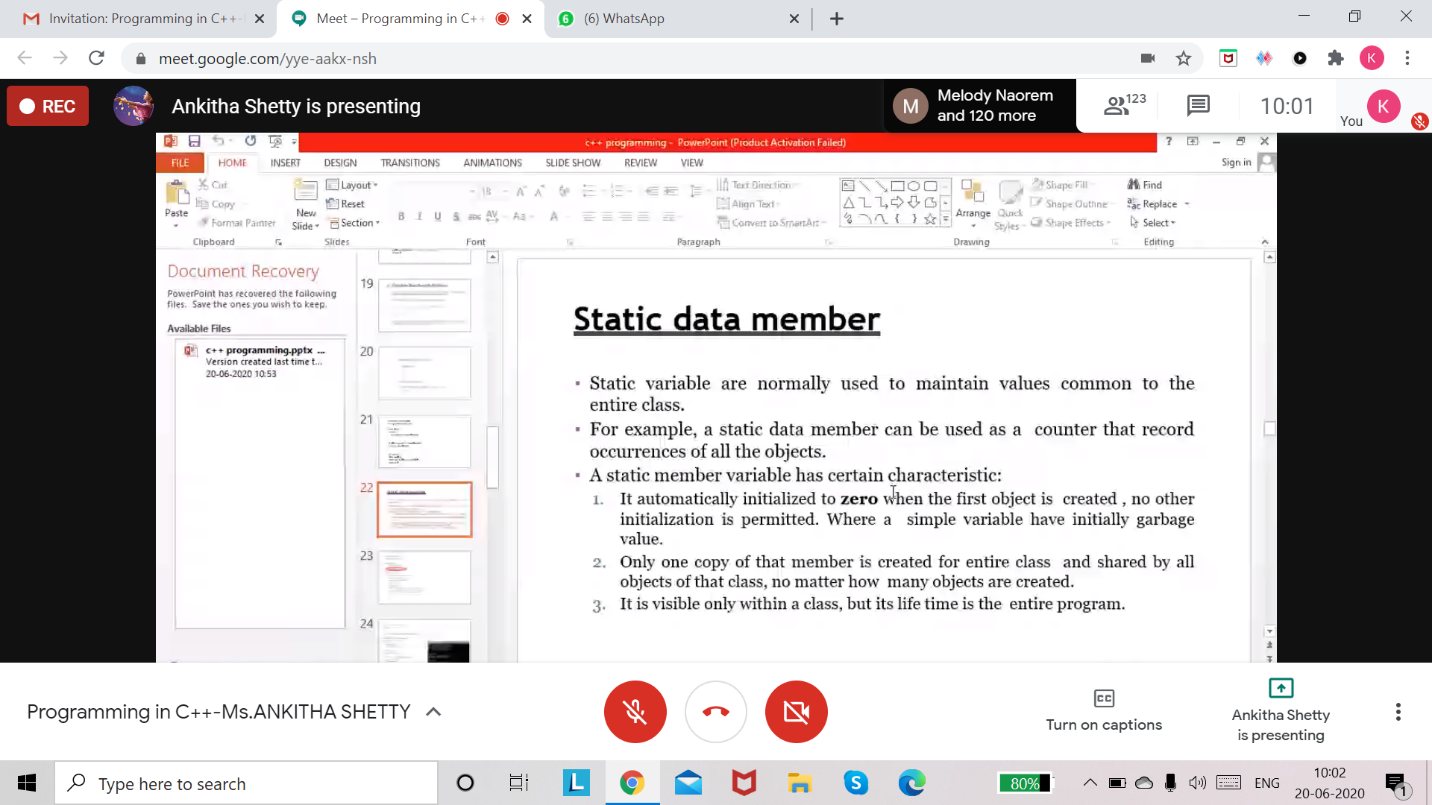 Invitation: Programming in C++-
Meet – Programming in C++
6
(6) WhatsApp
meet.google.com/yye-aakx-nsh
K
REC
Ankitha Shetty is presenting
M
Melody Naorem
and 120 more
123
10:01
You
K
c++ programming - PowerPoint (Product Activation Failed)
FILE HOME INSERT DESIGN TRANSITIONS ANIMATIONS SLIDE SHOW REVIEW VIEW Sign in
Paste
Cut
Copy
Format Painter
Clipboard
New
Slide
Layout
Reset
Section
Slides
18
B I U S abc AV Aa A
Font
Text Direction
Align Text
Convert to SmartArt
Paragraph
Arrange
Quick
Styles
Shape Fill
Shape Outline
Shape Effects
Drawing
Find
Replace
Select
Editing
Document Recovery
PowerPoint has recovered the following
files. Save the ones you wish to keep.
Available Files
c++ programming.pptx ...
Version created last time t...
20-06-2020 10:53
19
20
21
22
23
24
Static data member
▪ Static variable are normally used to maintain values common to the
entire class.
▪ For example, a static data member can be used as a counter that record
occurrences of all the objects.
▪ A static member variable has certain characteristic:
1. It automatically initialized to zero when the first object is created , no other
initialization is permitted. Where a simple variable have initially garbage
value.
2. Only one copy of that member is created for entire class and shared by all
objects of that class, no matter how many objects are created.
3. It is visible only within a class, but its life time is the entire program.
Programming in C++-Ms.ANKITHA SHETTY
CC
Turn on captions
Ankitha Shetty
is presenting
Type here to search
L
S
80%
ENG
10:02
20-06-2020
1